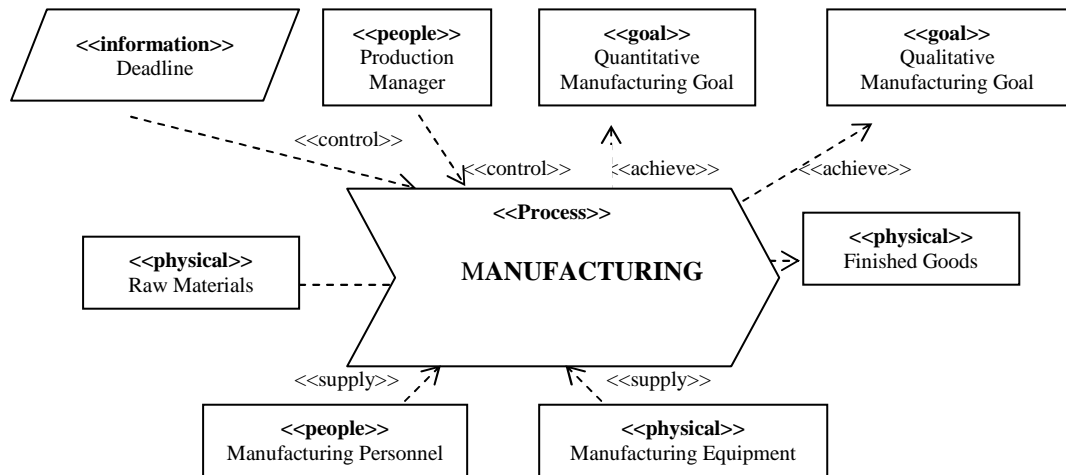 <<information>>
Deadline
<<people>>
Production
Manager
<<goal>>
Quantitative
Manufacturing Goal
<<goal>>
Qualitative
Manufacturing Goal
<<control>>
<<control>>
<<achieve>>
<<achieve>>
<<Process>>
MANUFACTURING
<<physical>>
Raw Materials
<<physical>>
Finished Goods
<<supply>>
<<supply>>
<<people>>
Manufacturing Personnel
<<physical>>
Manufacturing Equipment